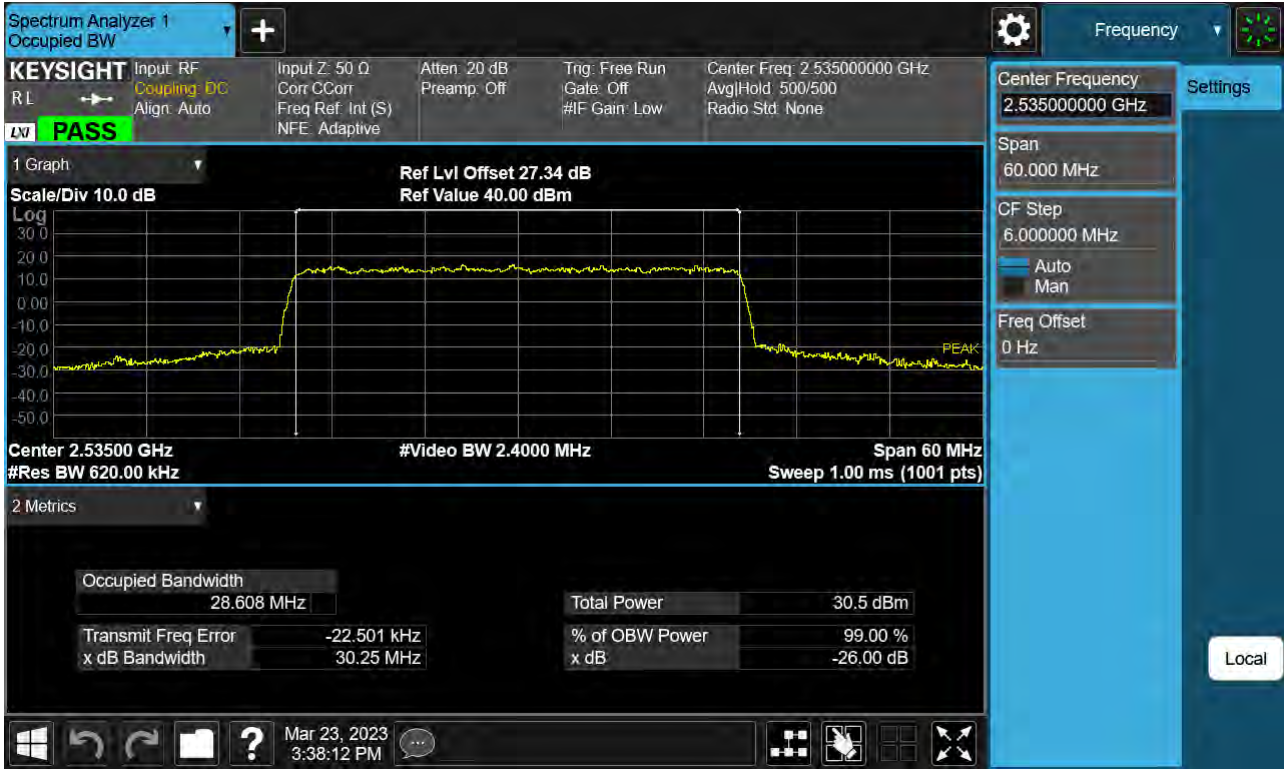 Spectrum Analyzer 1
Occupied BW
Frequency
KEYSIGHT
R L
LXI
PASS
Input: RF
Coupling: DC
Align: Auto
Input Z: 50 Ω
Corr CCorr
Freq Ref: Int (S)
NFE: Adaptive
Atten: 20 dB
Preamp: Off
Trig: Free Run
Gate: Off
#IF Gain: Low
Center Freq: 2.535000000 GHz
Avg|Hold: 500/500
Radio Std: None
1 Graph
Scale/Div 10.0 dB
Ref Lvl Offset 27.34 dB
Ref Value 40.00 dBm
Log
30.0
20.0
10.0
0.00
-10.0
-20.0
-30.0
-40.0
-50.0
PEAK
Center 2.53500 GHz
#Video BW 2.4000 MHz
Span 60 MHz
#Res BW 620.00 kHz
Sweep 1.00 ms (1001 pts)
2 Metrics
Occupied Bandwidth
28.608 MHz
Total Power 30.5 dBm
Transmit Freq Error -22.501 kHz
% of OBW Power 99.00 %
x dB Bandwidth 30.25 MHz
x dB -26.00 dB
Center Frequency
2.535000000 GHz
Settings
Span
60.000 MHz
CF Step
6.000000 MHz
Auto
Man
Freq Offset
0 Hz
Local
?
Mar 23, 2023
3:38:12 PM